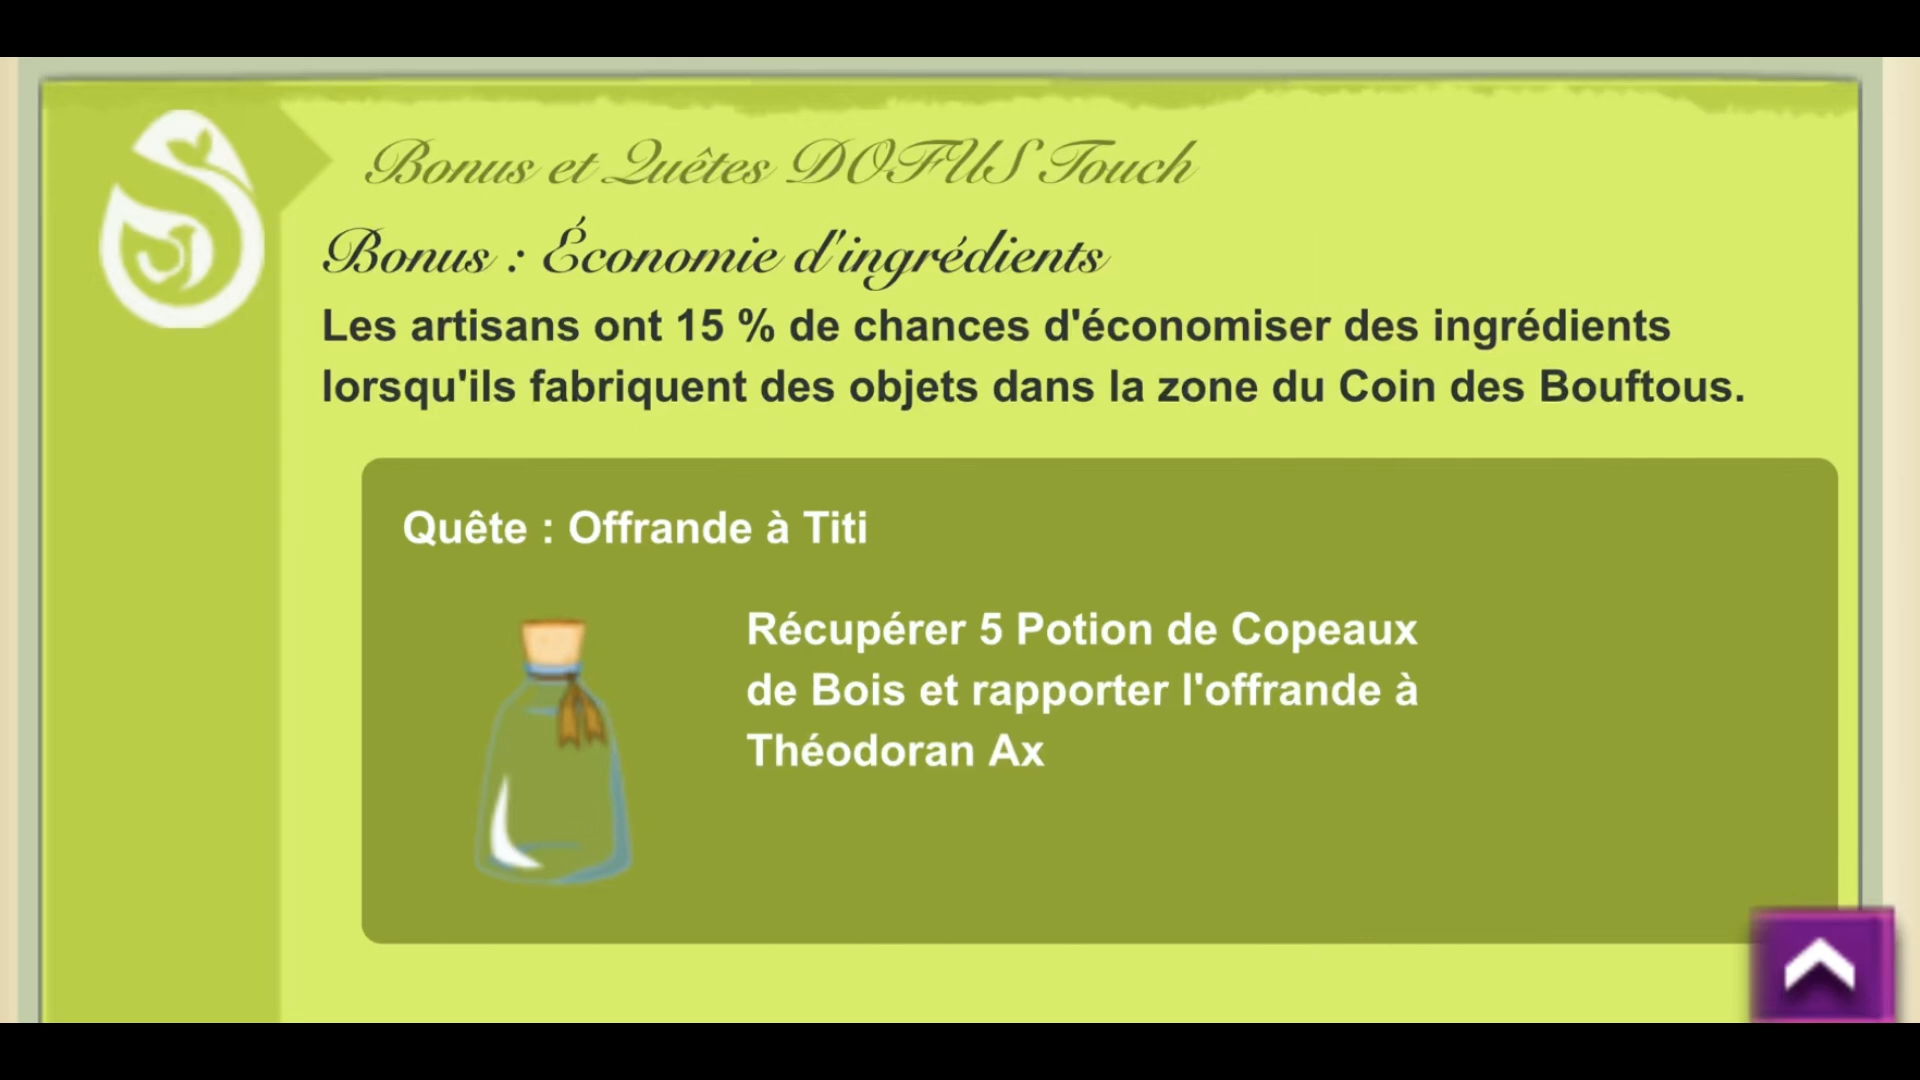 Bonus et Quêtes DOFUS Touch
Bonus : Économie d'ingrédients
Les artisans ont 15 % de chances d'économiser des ingrédients
lorsqu'ils fabriquent des objets dans la zone du Coin des Bouftous.
Quête : Offrande à Titi
Récupérer 5 Potion de Copeaux
de Bois et rapporter l'offrande à
Théodoran Ax